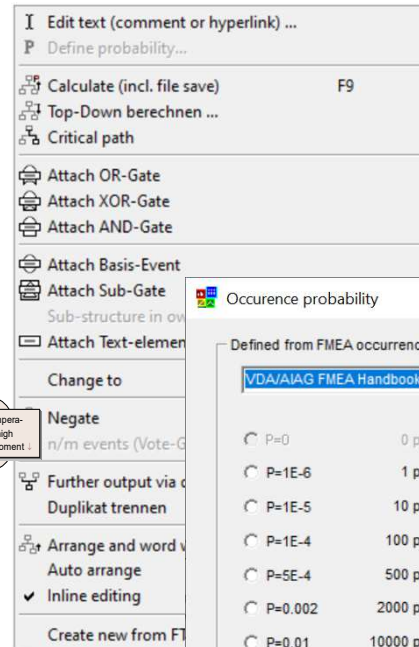 Edit text (comment or hyperlink) ...
P Define probability...
Calculate (incl. file save) F9
Top-Down berechnen ...
Critical path
Attach OR-Gate
Attach XOR-Gate
Attach AND-Gate
Attach Basis-Event
Attach Sub-Gate
Sub-structure in
Attach Text-elemen
Change to
Negate
n/m events (Vote-G
Further output via
Duplikat trennen
Arrange and word
Auto arrange
Inline editing
Create new from FT
Occurence probability
Defined from FMEA occurrenc
VDA/AIAG FMEA Handbook
P=0 0 p
P=1E-6 1 p
P=1E-5 10 p
P=1E-4 100 p
P=5E-4 500 p
P=0.002 2000 p
P=0.01 10000 p